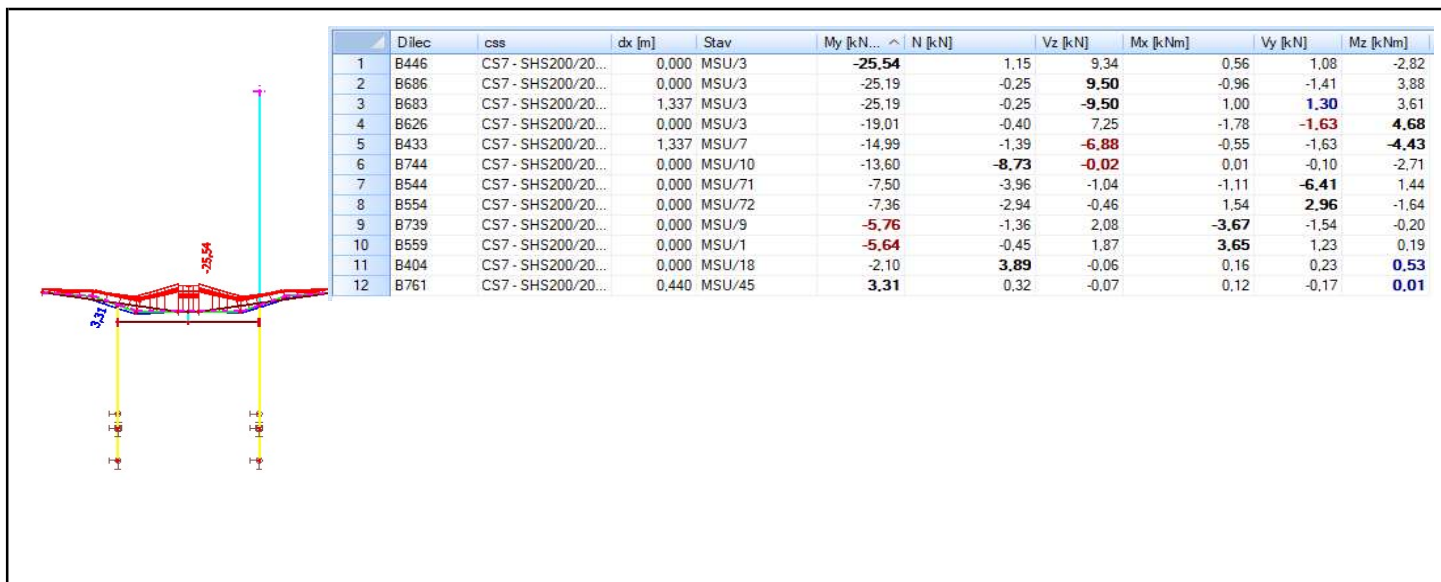 Dílec css dx [m] Stav My [kN... N [kN] Vz [kN] Mx [kNm] Vy [kN] Mz [kNm]
1 B446 CS7 - SHS200/20... 0,000 MSU/3 -25,54 1,15 9,34 0,56 1,08 -2,82
2 B686 CS7 - SHS200/20... 0,000 MSU/3 -25,19 -0,25 9,50 -0,96 -1,41 3,88
3 B683 CS7 - SHS200/20... 1,337 MSU/3 -25,19 -0,25 -9,50 1,00 1,30 3,61
4 B626 CS7 - SHS200/20... 0,000 MSU/3 -19,01 -0,40 7,25 -1,78 -1,63 4,68
5 B433 CS7 - SHS200/20... 1,337 MSU/7 -14,99 -1,39 -6,88 -0,55 -1,63 -4,43
6 B744 CS7 - SHS200/20... 0,000 MSU/10 -13,60 -8,73 -0,02 0,01 -0,10 -2,71
7 B544 CS7 - SHS200/20... 0,000 MSU/71 -7,50 -3,96 -1,04 -1,11 -6,41 1,44
8 B554 CS7 - SHS200/20... 0,000 MSU/72 -7,36 -2,94 -0,46 1,54 2,96 -1,64
9 B739 CS7 - SHS200/20... 0,000 MSU/9 -5,76 -1,36 2,08 -3,67 -1,54 -0,20
10 B559 CS7 - SHS200/20... 0,000 MSU/1 -5,64 -0,45 1,87 3,65 1,23 0,19
11 B404 CS7 - SHS200/20... 0,000 MSU/18 -2,10 3,89 -0,06 0,16 0,23 0,53
12 B761 CS7 - SHS200/20... 0,440 MSU/45 3,31 0,32 -0,07 0,12 -0,17 0,01
-25,54
3,31